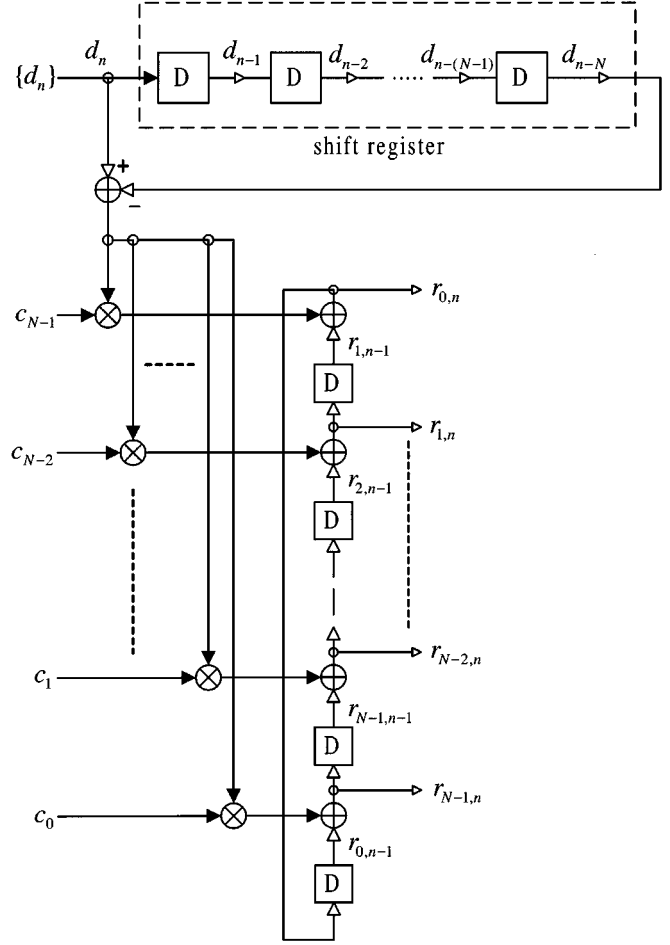 d_n d_{n-1} d_{n-2} d_{n-(N-1)} d_{n-N}
{d_n} D D ..... D
shift register
+
−
r_{0,n}
c_{N-1}
r_{1,n-1}
D
r_{1,n}
c_{N-2}
r_{2,n-1}
D
r_{N-2,n}
c_1
r_{N-1,n-1}
D
r_{N-1,n}
c_0
r_{0,n-1}
D